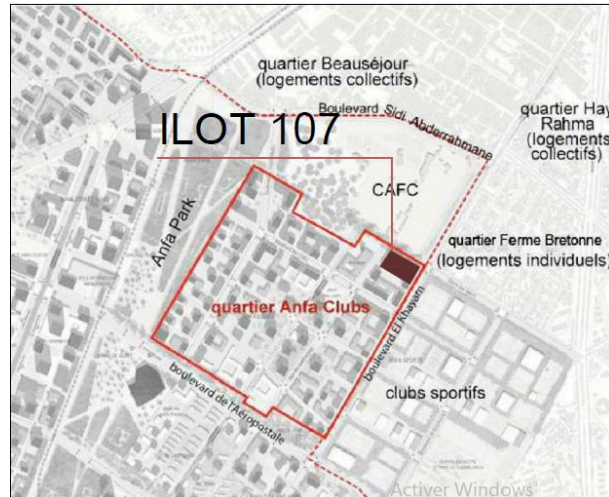 quartier Beauséjour
(logements collectifs)
Boulevard Sidi Abderrahmane
quartier Hay
Rahma
(logements
collectifs)
ILOT 107
CAFC
Anfa Park
quartier Ferme Bretonne
(logements individuels)
quartier Anfa Clubs
boulevard El Khayam
clubs sportifs
boulevard de l'Aéropostale
Activer Windows